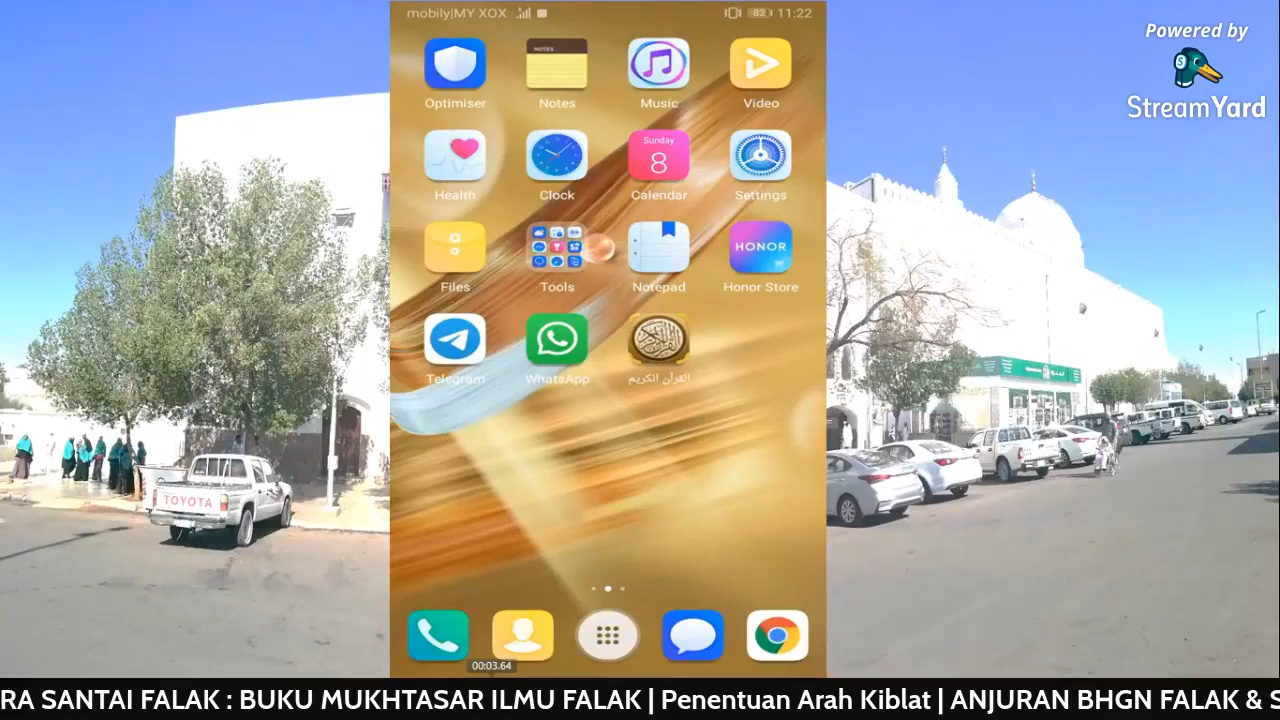 mobily|MY XOX
82
11:22
Powered by
StreamYard
NOTES
Optimiser
Notes
Music
Video
Sunday
8
Health
Clock
Calendar
Settings
HONOR
Files
Tools
Notepad
Honor Store
Telegram
WhatsApp
القرآن الكريم
TOYOTA
00:03.64
RA SANTAI FALAK : BUKU MUKHTASAR ILMU FALAK | Penentuan Arah Kiblat | ANJURAN BHGN FALAK & S